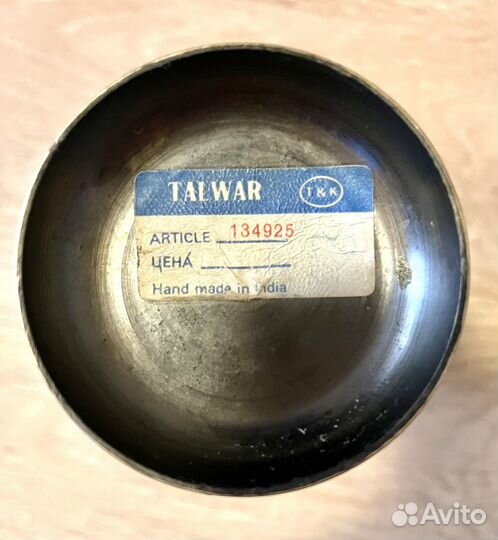 TALWAR T&K
ARTICLE 134925
ЦЕНА
Hand made in India
Avito